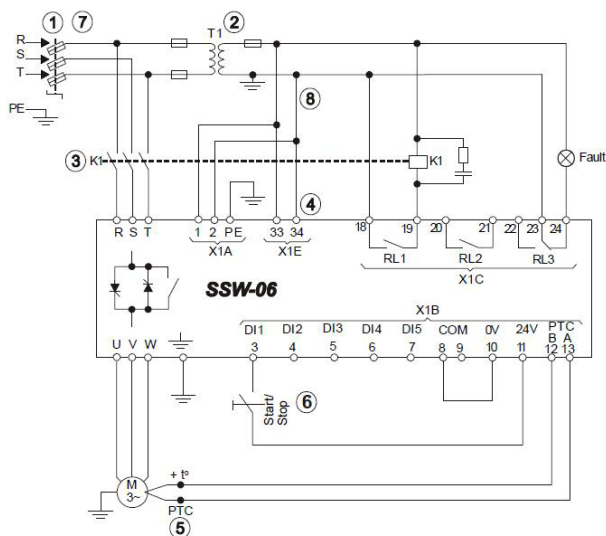 1 7 T1 2
R
S
T
PE
8
3 K1 K1 Fault
4
R S T 1 2 PE 33 34 18 19 20 21 22 23 24
X1A X1E RL1 RL2 RL3
X1C
SSW-06
X1B
DI1 DI2 DI3 DI4 DI5 COM 0V 24V PTC
B A
U V W 3 4 5 6 7 8 9 10 11 12 13
Start/
Stop
6
+ tº
M
3~
PTC
5